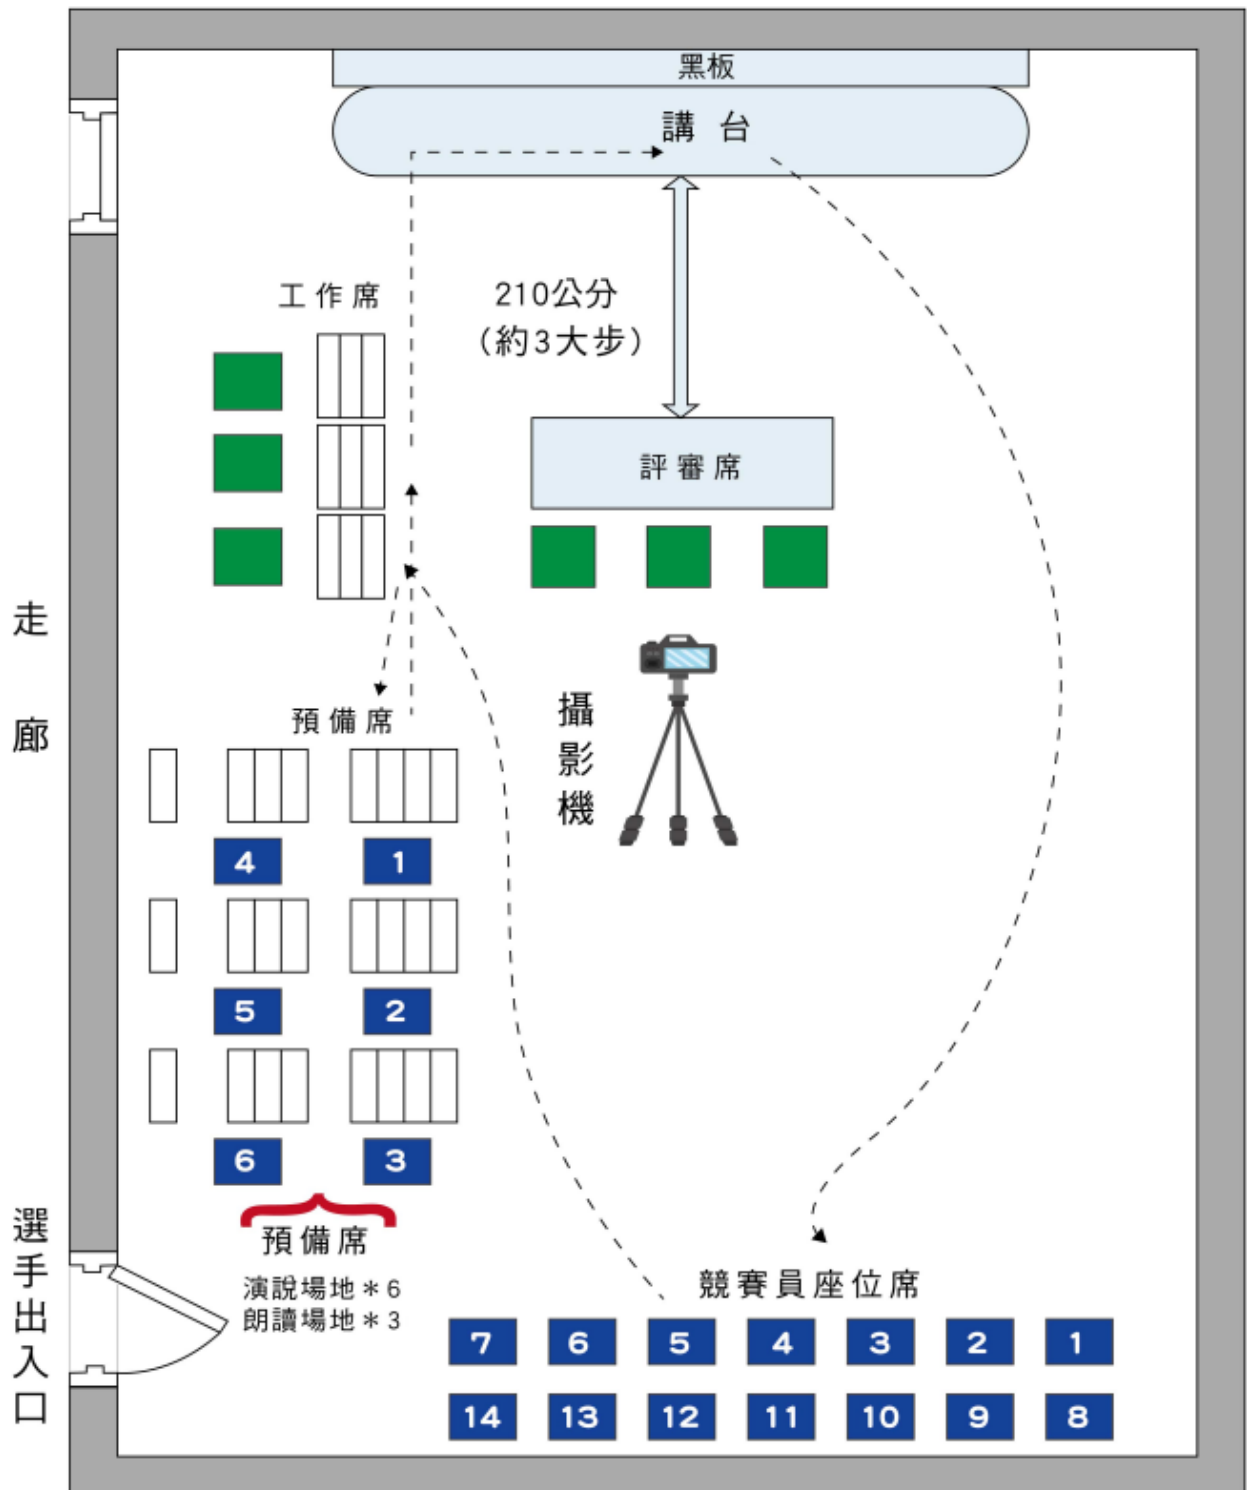 黑板
講台
工作席
210公分
（約3大步）
評審席
走廊
預備席
攝影機
4 1
5 2
6 3
預備席
演說場地＊6
朗讀場地＊3
選手出入口
競賽員座位席
7 6 5 4 3 2 1
14 13 12 11 10 9 8